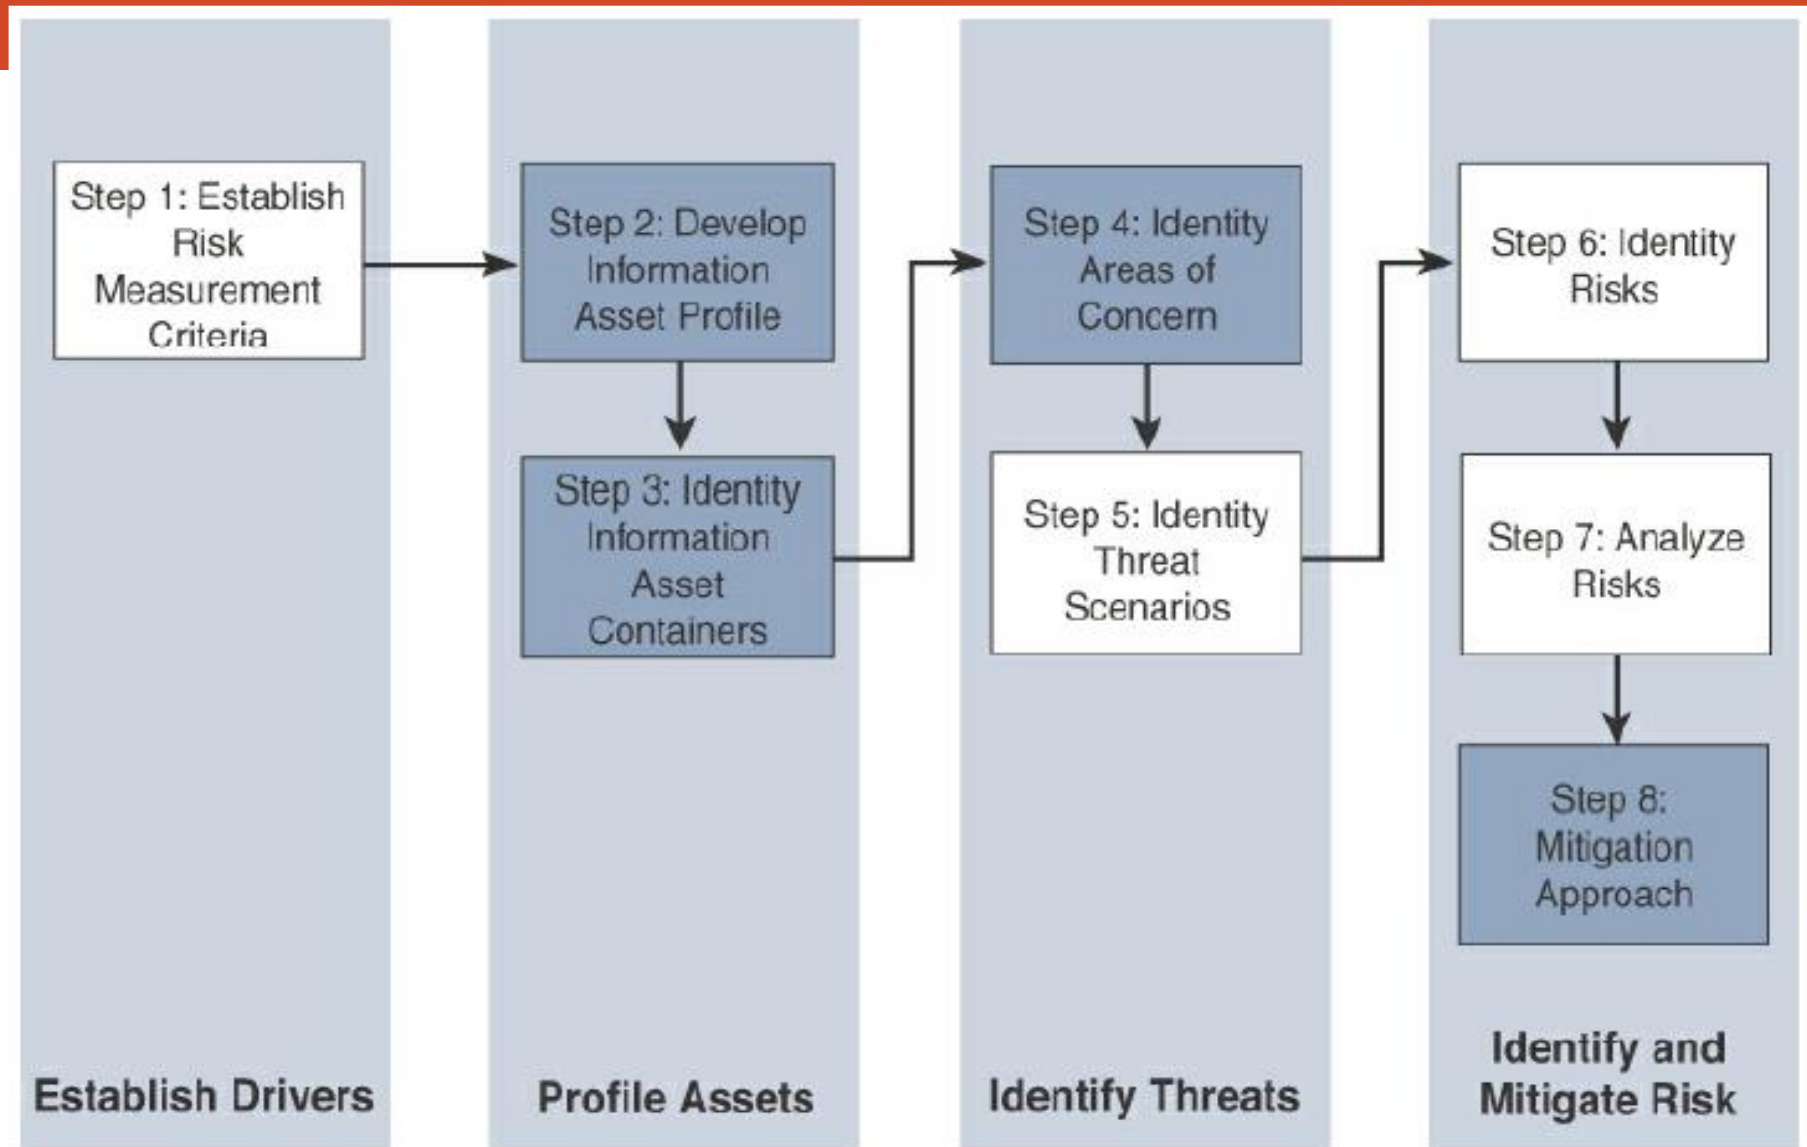 Step 1: Establish
Risk
Measurement
Criteria
Step 2: Develop
Information
Asset Profile
Step 3: Identity
Information
Asset
Containers
Step 4: Identity
Areas of
Concern
Step 5: Identity
Threat
Scenarios
Step 6: Identity
Risks
Step 7: Analyze
Risks
Step 8:
Mitigation
Approach
Establish Drivers
Profile Assets
Identify Threats
Identify and
Mitigate Risk